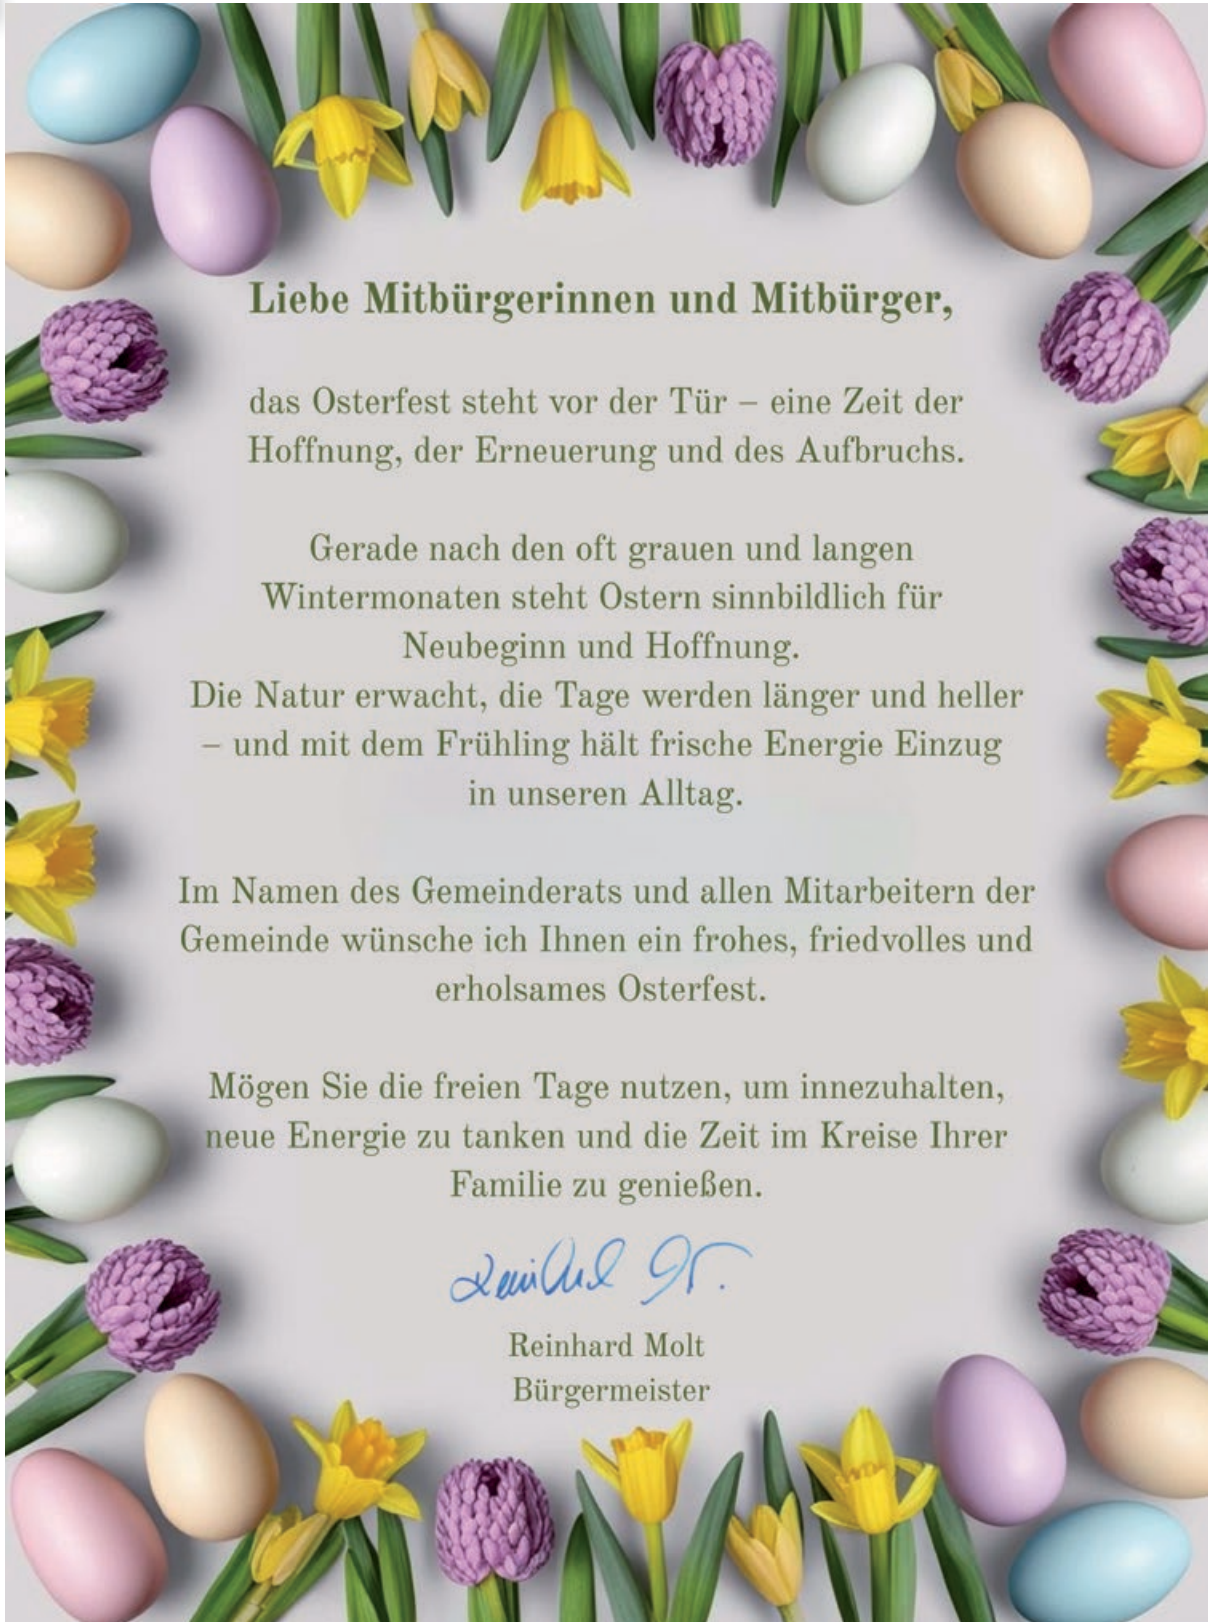 Liebe Mitbürgerinnen und Mitbürger,
das Osterfest steht vor der Tür – eine Zeit der
Hoffnung, der Erneuerung und des Aufbruchs.
Gerade nach den oft grauen und langen
Wintermonaten steht Ostern sinnbildlich für
Neubeginn und Hoffnung.
Die Natur erwacht, die Tage werden länger und heller
– und mit dem Frühling hält frische Energie Einzug
in unseren Alltag.
Im Namen des Gemeinderats und allen Mitarbeitern der
Gemeinde wünsche ich Ihnen ein frohes, friedvolles und
erholsames Osterfest.
Mögen Sie die freien Tage nutzen, um innezuhalten,
neue Energie zu tanken und die Zeit im Kreise Ihrer
Familie zu genießen.
Reinhard
Reinhard Molt
Bürgermeister